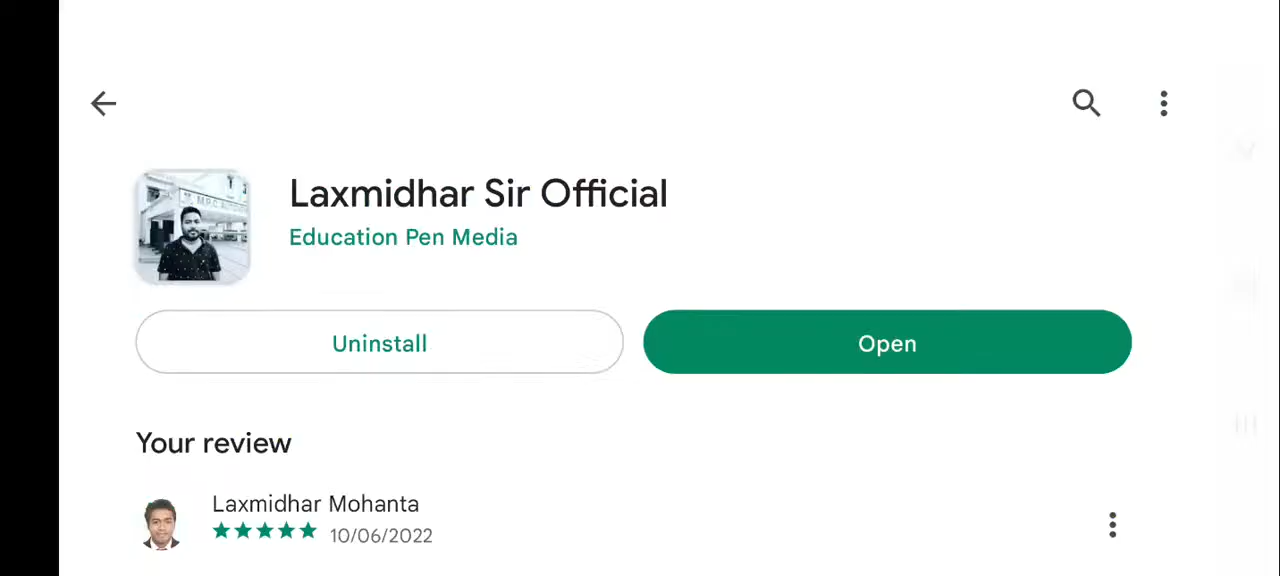 Laxmidhar Sir Official
Education Pen Media
Uninstall
Open
Your review
Laxmidhar Mohanta
10/06/2022